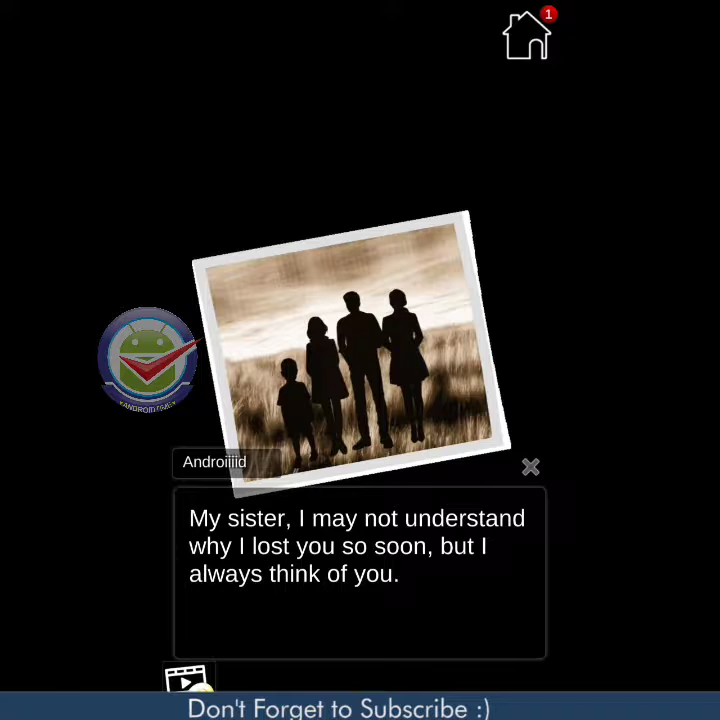 1
ANDROIDTIME
Androiiiid
My sister, I may not understand
why I lost you so soon, but I
always think of you.
Don't Forget to Subscribe :)